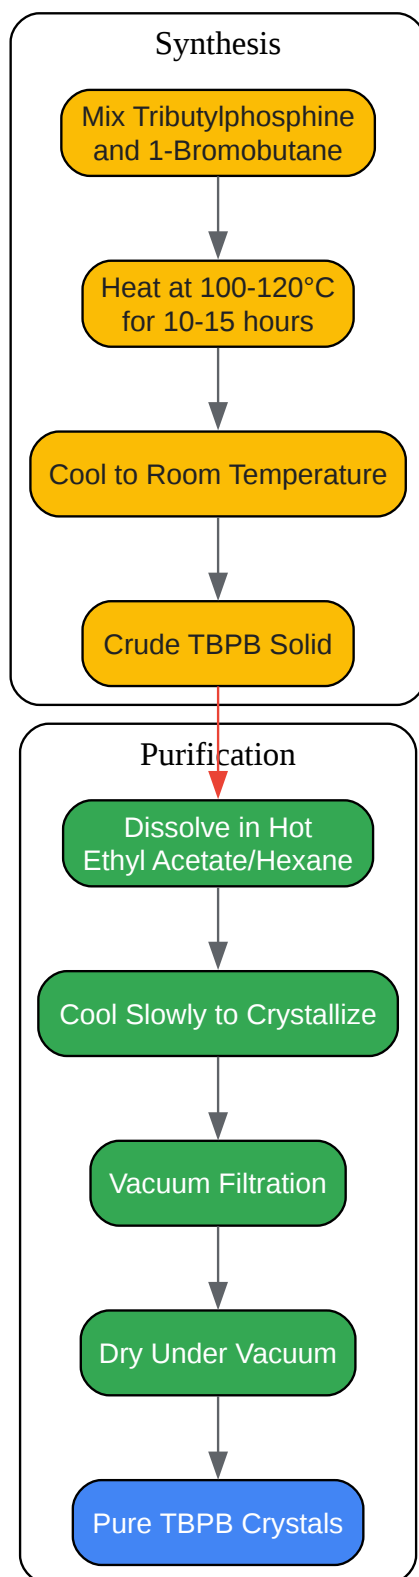 Synthesis
Mix Tributylphosphine
and 1-Bromobutane
Heat at 100-120°C
for 10-15 hours
Cool to Room Temperature
Crude TBPB Solid
Purification
Dissolve in Hot
Ethyl Acetate/Hexane
Cool Slowly to Crystallize
Vacuum Filtration
Dry Under Vacuum
Pure TBPB Crystals